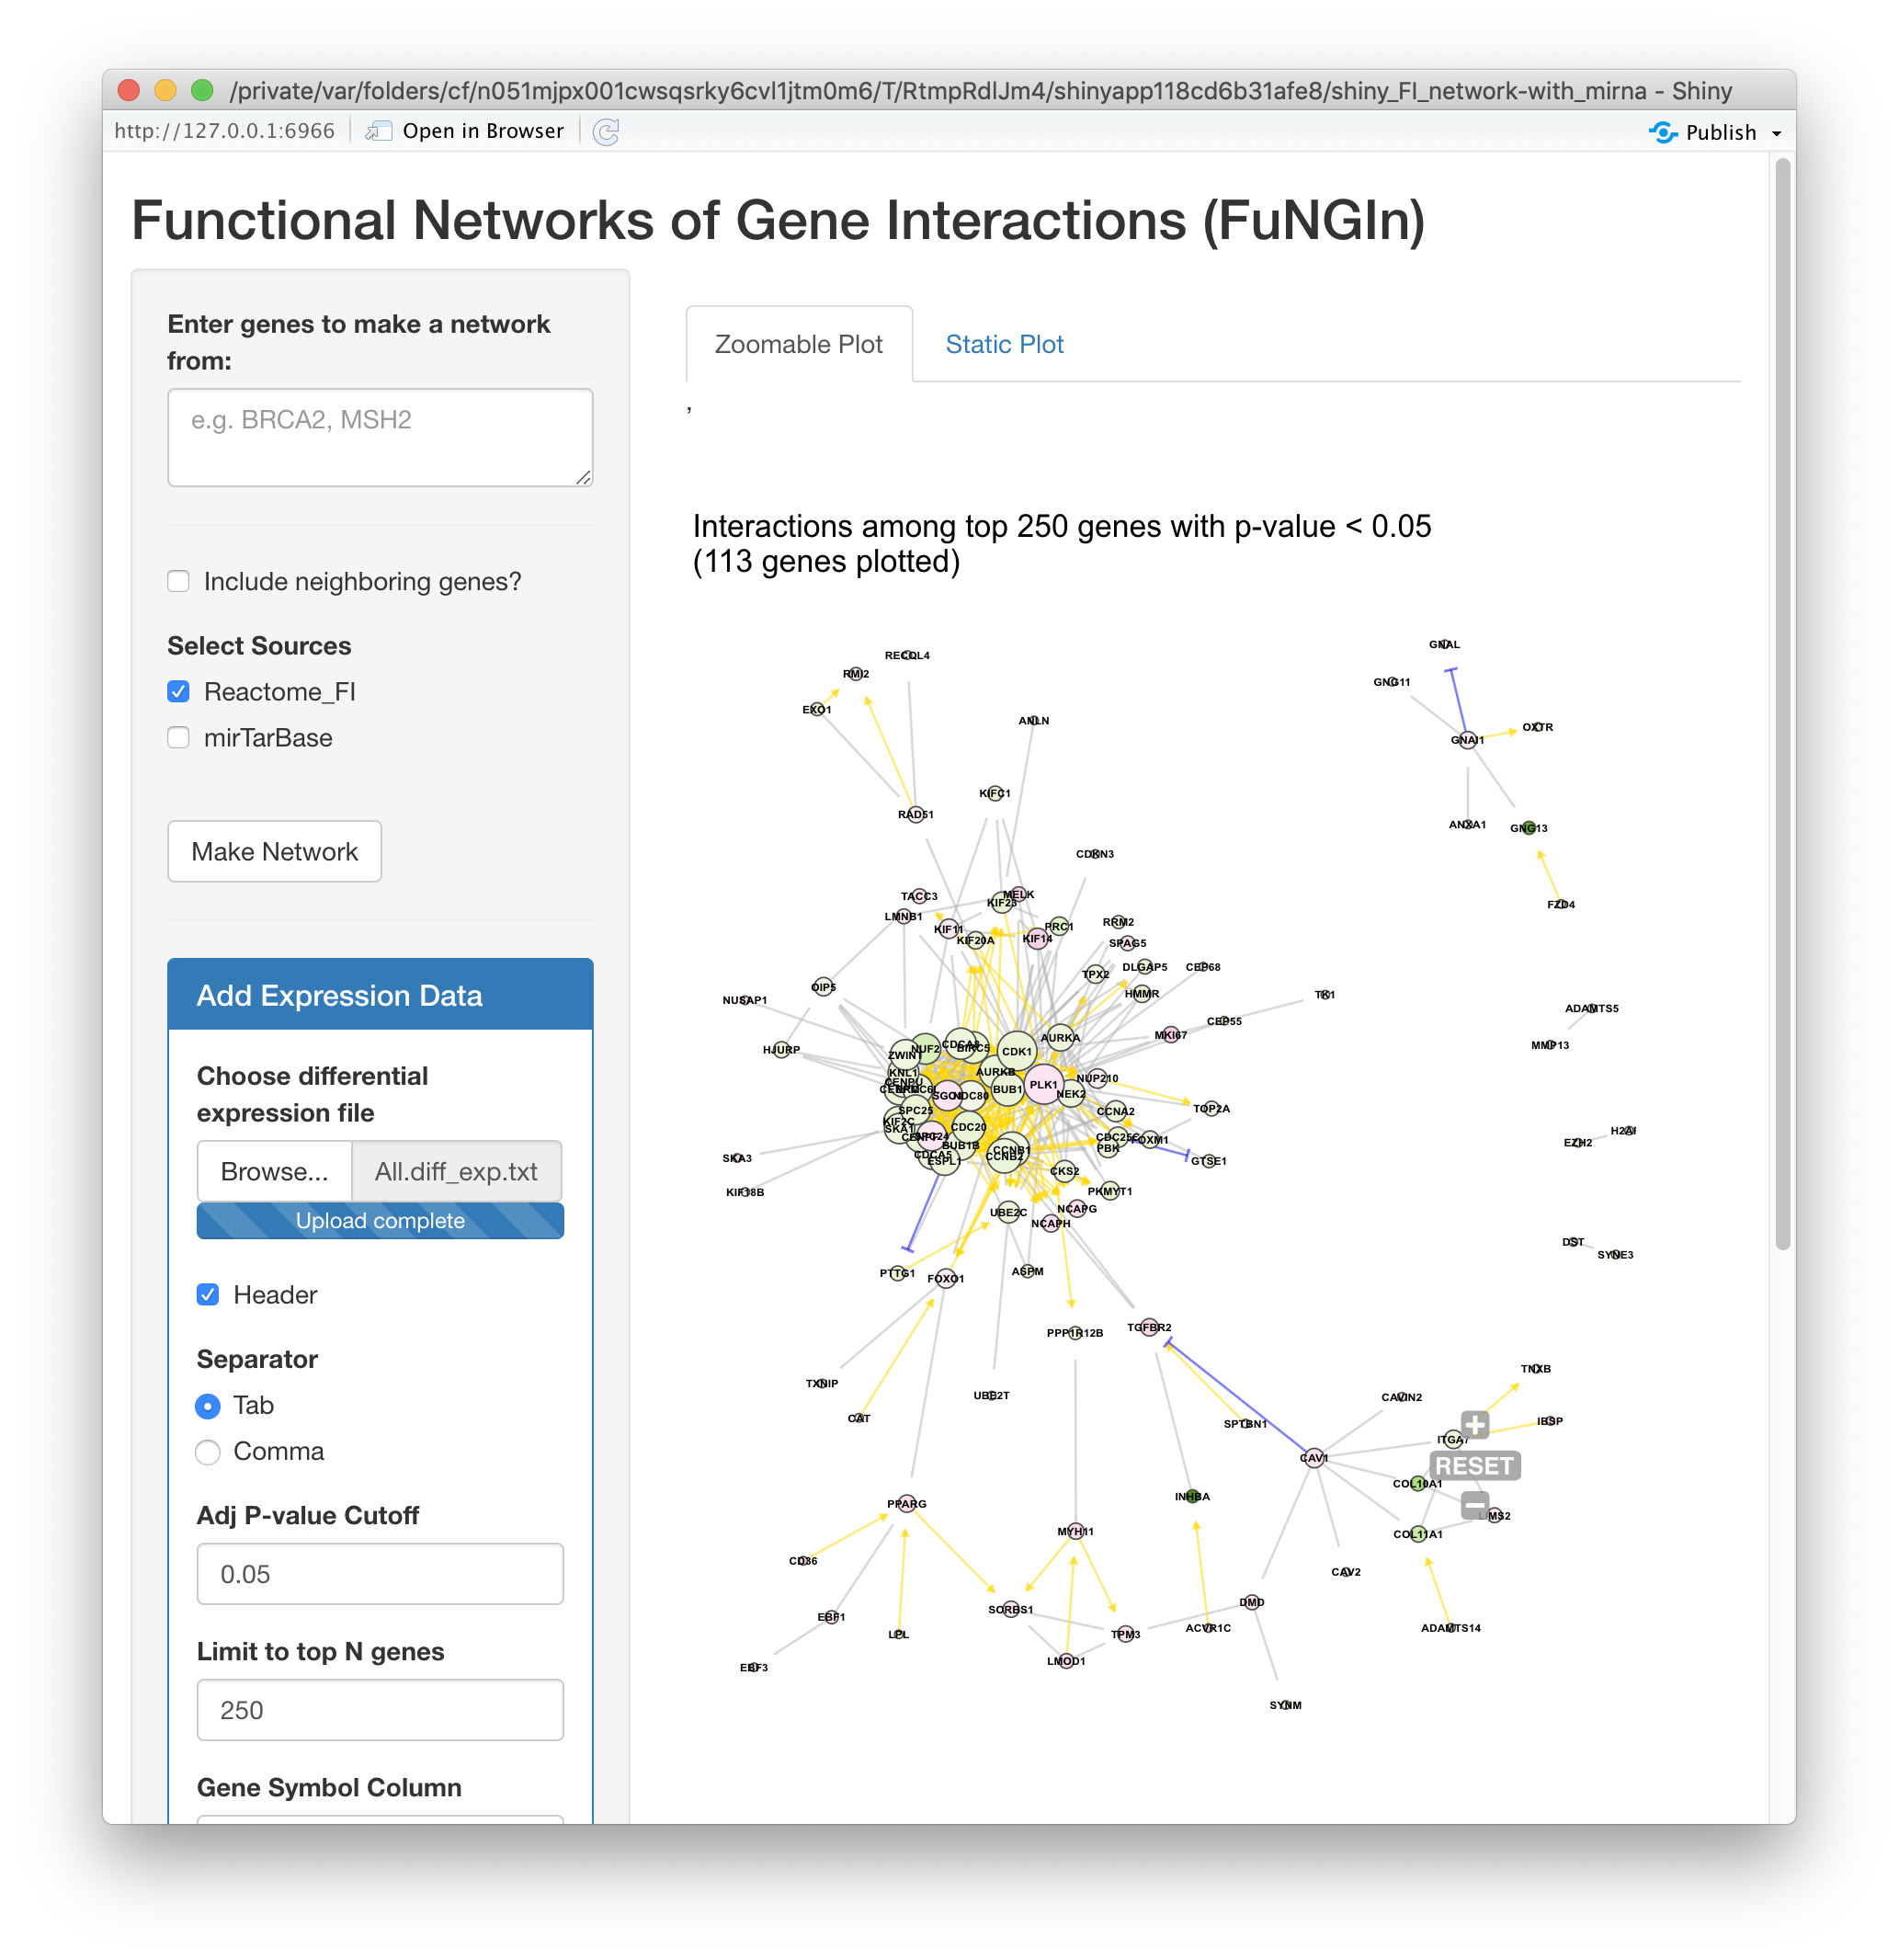 /private/var/folders/cf/n051mjpx001cwsqsrky6cvl1jtm0m6/T/RtmpRdlJm4/shinyapp118cd6b31afe8/shiny_FI_network-with_mirna - Shiny
http://127.0.0.1:6966
Open in Browser
Publish
Functional Networks of Gene Interactions (FuNGIn)
Enter genes to make a network
from:
e.g. BRCA2, MSH2
Include neighboring genes?
Select Sources
Reactome_FI
mirTarBase
Make Network
Add Expression Data
Choose differential
expression file
Browse...
All.diff_exp.txt
Upload complete
Header
Separator
Tab
Comma
Adj P-value Cutoff
0.05
Limit to top N genes
250
Gene Symbol Column
Zoomable Plot
Static Plot
,
Interactions among top 250 genes with p-value < 0.05
(113 genes plotted)
RECQL4
RMI2
EXO1
ANLN
RAD51
KIFC1
CDKN3
GNAL
GNG11
OXTR
GNAI1
ANXA1
GNG13
FZD4
TACC3
MELK
KIF23
LMNB1
KIF11
KIF20A
PRC1
KIF14
RRM2
SPAG5
TPX2
DLGAP5
CEP68
HMMR
OIP5
NUSAP1
TK1
ADAMTS5
CEP55
MKI67
AURKA
MMP13
HJURP
NUF2
CDCA8
BIRC5
CDK1
ZWINT
KNL1
AURKB
CENPU
PLK1
NUP210
BUB1
NEK2
NDC80
SPC25
CCNA2
TOP2A
KIF2C
SKA1
CDC20
CDC25C
FOXM1
PBK
H2AF
EZH2
BUB1B
CCNB1
CCNB2
CDCA5
ESPL1
GTSE1
SKA3
CKS2
KIF18B
PKMYT1
UBE2C
NCAPG
NCAPH
DST
SYNE3
PTTG1
FOXO1
ASPM
PPP1R12B
TGFBR2
TXNIP
UBE2T
TNXB
CAVIN2
CAT
SPTBN1
IBSP
ITGA7
CAV1
+
RESET
−
COL10A1
PPARG
INHBA
COL11A1
MYH11
CD36
CAV2
EBF1
SORBS1
DMD
LPL
TPM3
ACVR1C
ADAMTS14
EBF3
LMOD1
SYNM